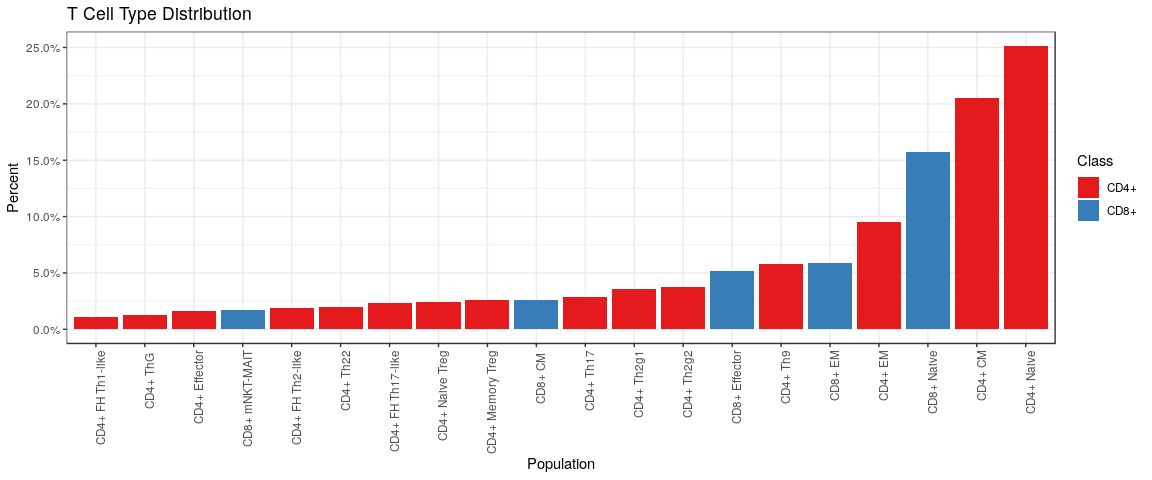 T Cell Type Distribution
25.0%
20.0%
15.0%
10.0%
5.0%
0.0%
Percent
CD4+ FH Th1-like
CD4+ ThG
CD4+ Effector
CD8+ mNKT-MAIT
CD4+ FH Th2-like
CD4+ Th22
CD4+ FH Th17-like
CD4+ Naive Treg
CD4+ Memory Treg
CD8+ CM
CD4+ Th17
CD4+ Th2g1
CD4+ Th2g2
CD8+ Effector
CD4+ Th9
CD8+ EM
CD4+ EM
CD8+ Naive
CD4+ CM
CD4+ Naive
Population
Class
CD4+
CD8+